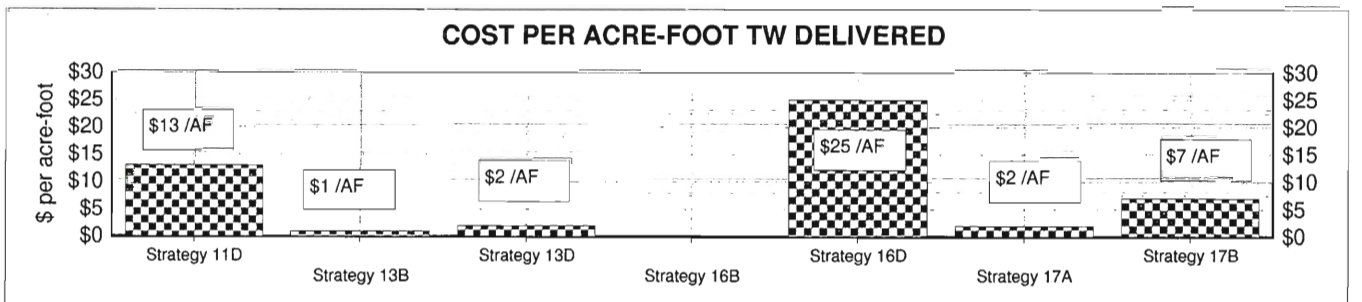 COST PER ACRE-FOOT TW DELIVERED
$ per acre-foot
$30
$25
$20
$15
$10
$5
$0
$13 /AF
$1 /AF
$2 /AF
$25 /AF
$2 /AF
$7 /AF
$30
$25
$20
$15
$10
$5
$0
Strategy 11D
Strategy 13B
Strategy 13D
Strategy 16B
Strategy 16D
Strategy 17A
Strategy 17B